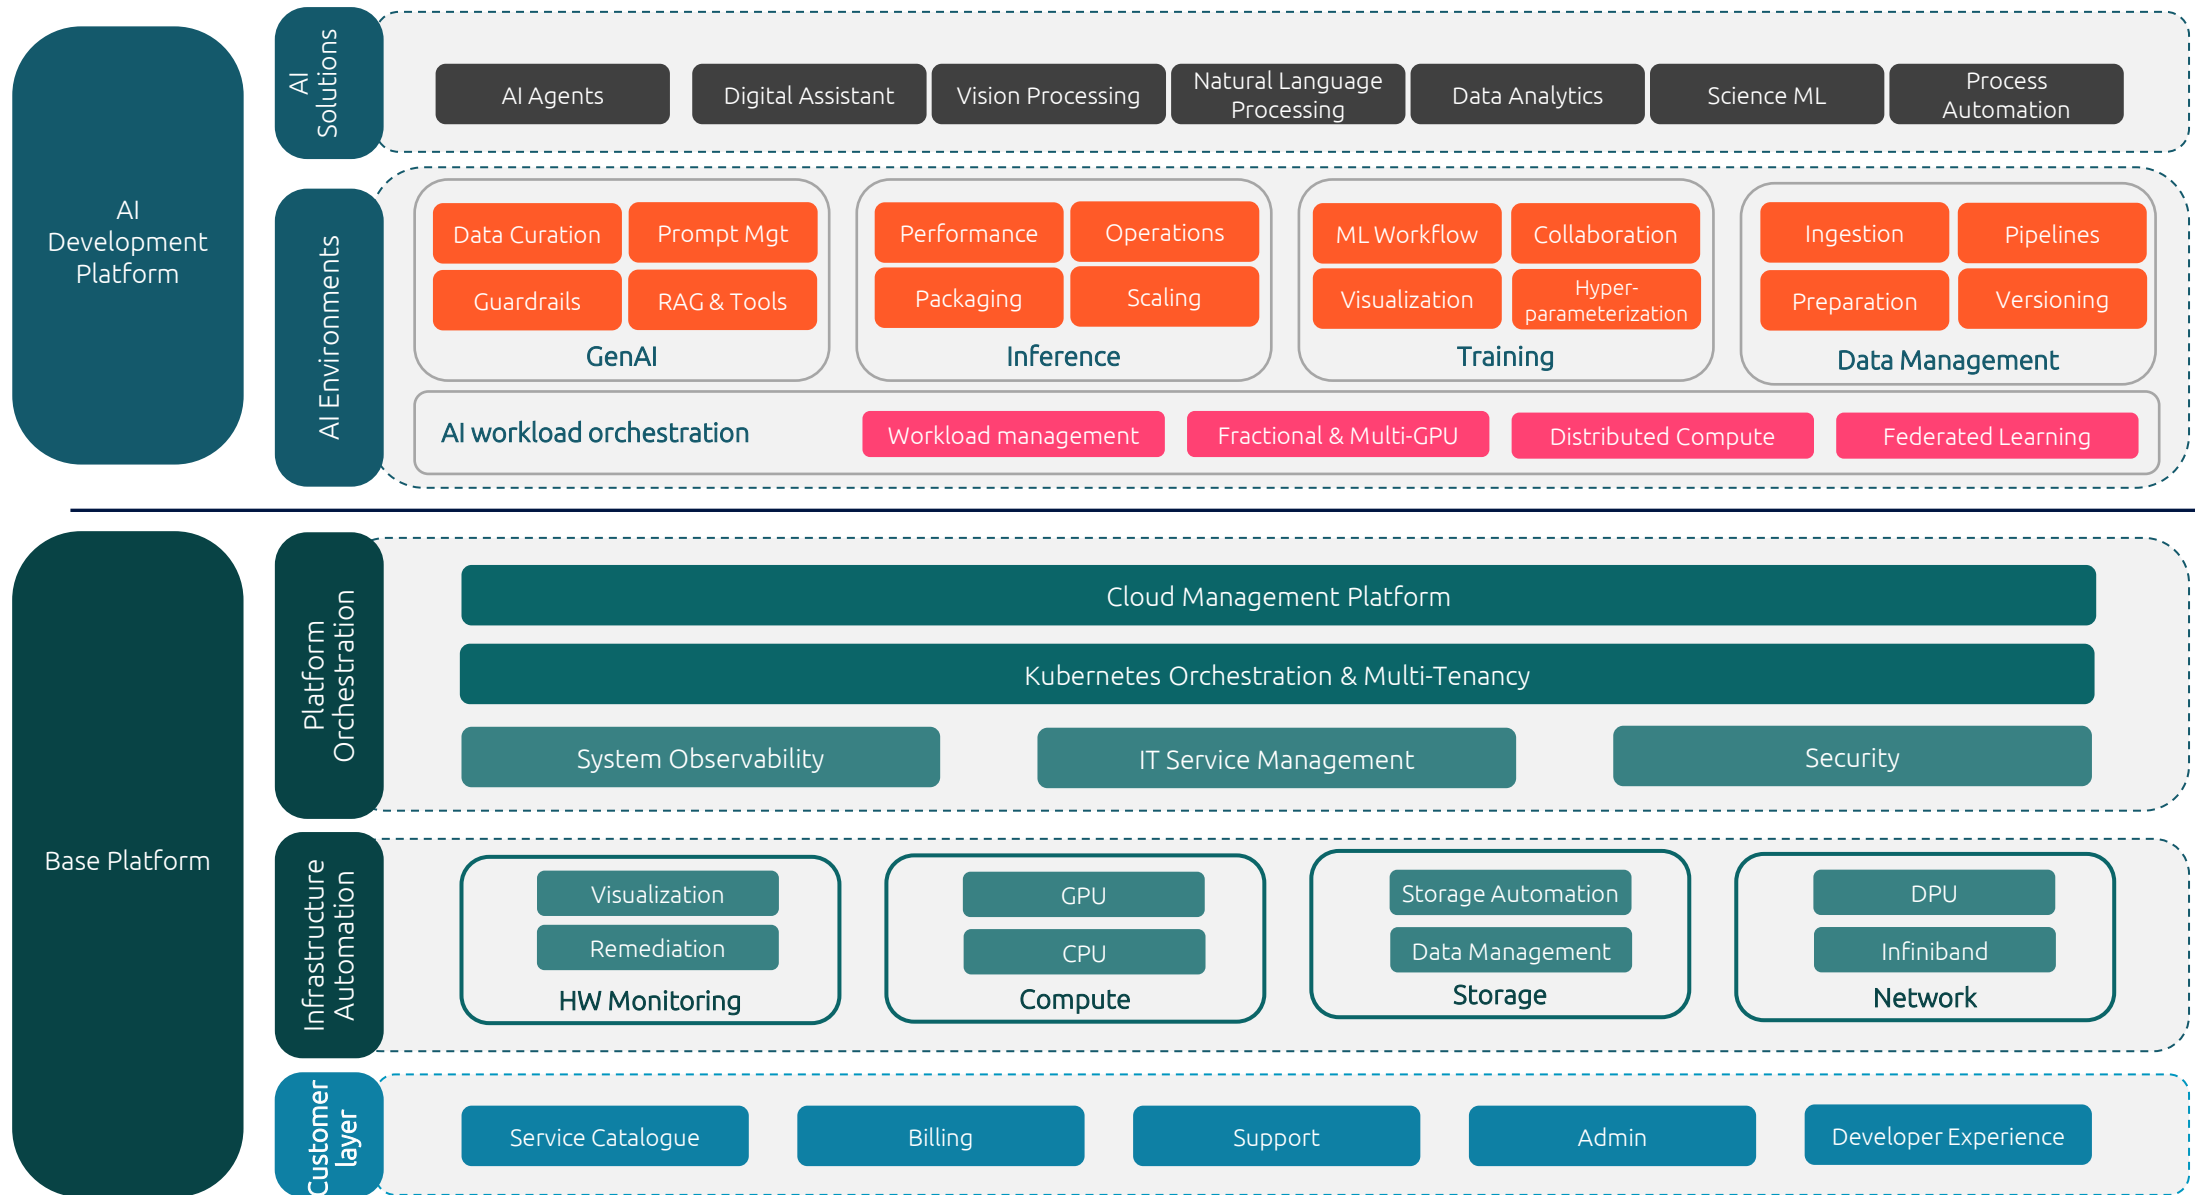 AI
Development
Platform
AI
Solutions
AI Agents
Digital Assistant
Vision Processing
Natural Language
Processing
Data Analytics
Science ML
Process
Automation
AI Environments
Data Curation
Prompt Mgt
Guardrails
RAG & Tools
GenAI
Performance
Operations
Packaging
Scaling
Inference
ML Workflow
Collaboration
Visualization
Hyper-
parameterization
Training
Ingestion
Pipelines
Preparation
Versioning
Data Management
AI workload orchestration
Workload management
Fractional & Multi-GPU
Distributed Compute
Federated Learning
Base Platform
Platform
Orchestration
Cloud Management Platform
Kubernetes Orchestration & Multi-Tenancy
System Observability
IT Service Management
Security
Infrastructure
Automation
Visualization
Remediation
HW Monitoring
GPU
CPU
Compute
Storage Automation
Data Management
Storage
DPU
Infiniband
Network
Customer
layer
Service Catalogue
Billing
Support
Admin
Developer Experience